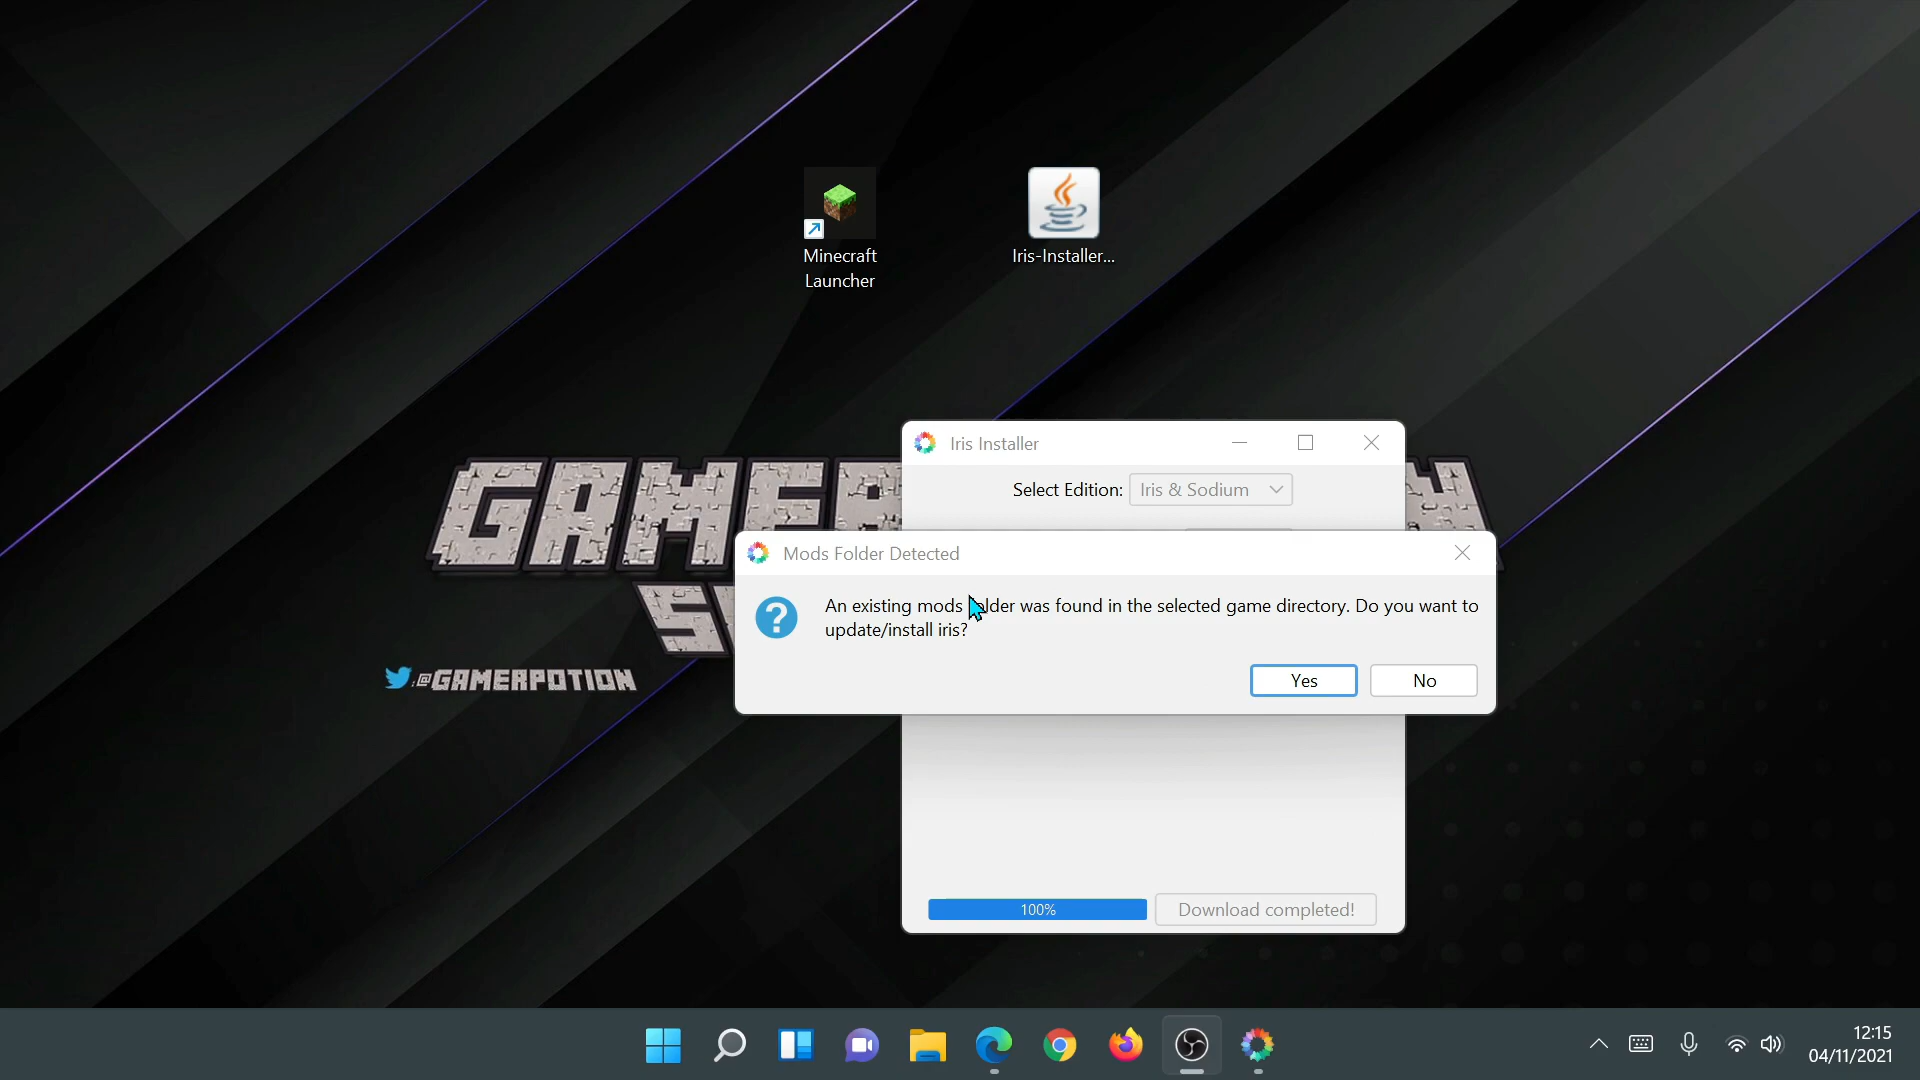 Minecraft
Launcher
Iris-Installer...
Iris Installer
Select Edition: Iris & Sodium
Mods Folder Detected
An existing mods folder was found in the selected game directory. Do you want to
update/install iris?
Yes
No
:@GAMERPOTION
100%
Download completed!
12:15
04/11/2021